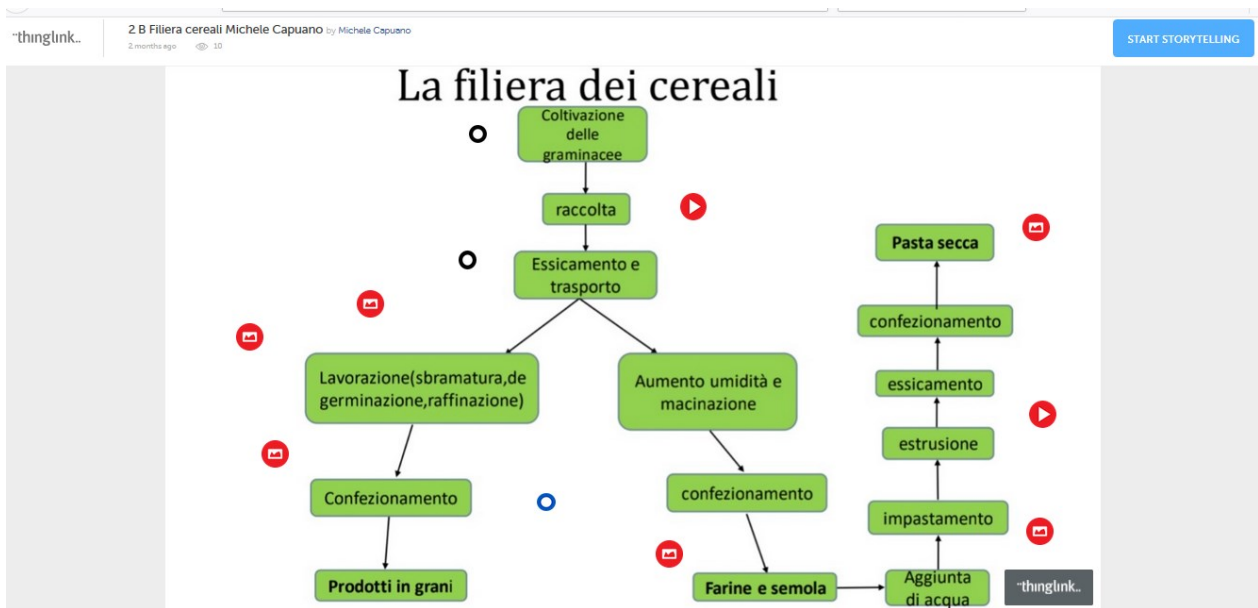 thinglink..
2 B Filiera cereali Michele Capuano by Michele Capuano
2 months ago 10
START STORYTELLING
La filiera dei cereali
Coltivazione
delle
graminacee
raccolta
Essicamento e
trasporto
Lavorazione(sbramatura,de
germinazione,raffinazione)
Confezionamento
Prodotti in grani
Aumento umidità e
macinazione
confezionamento
Farine e semola
Aggiunta
di acqua
impastamento
estrusione
essicamento
confezionamento
Pasta secca
thinglink..